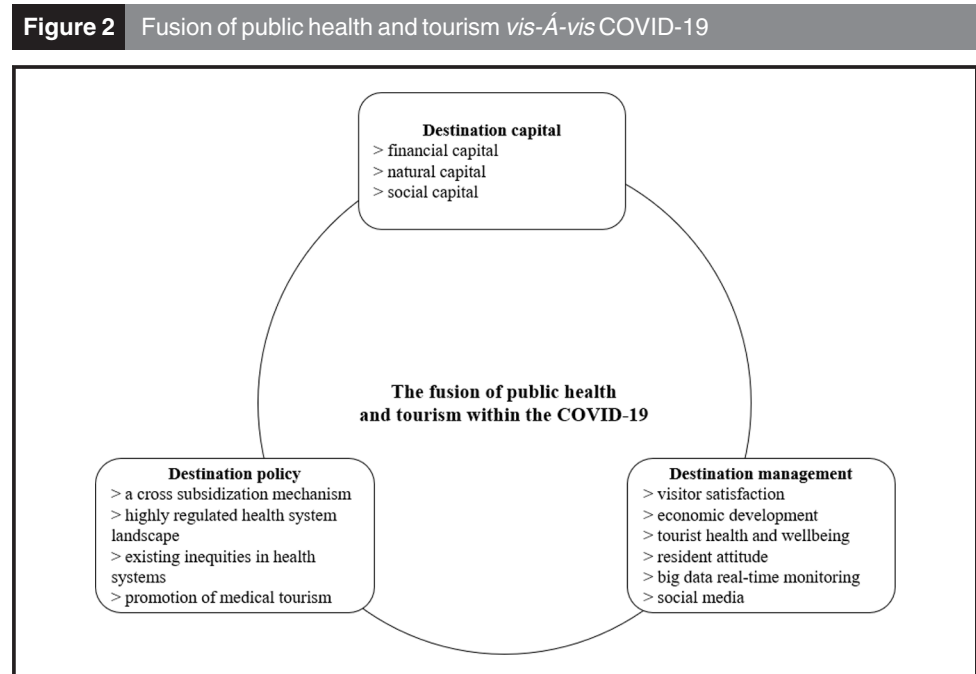 Figure 2 Fusion of public health and tourism vis-Á-vis COVID-19
Destination capital
> financial capital
> natural capital
> social capital
The fusion of public health
and tourism within the COVID-19
Destination policy
> a cross subsidization mechanism
> highly regulated health system
landscape
> existing inequities in health
systems
> promotion of medical tourism
Destination management
> visitor satisfaction
> economic development
> tourist health and wellbeing
> resident attitude
> big data real-time monitoring
> social media